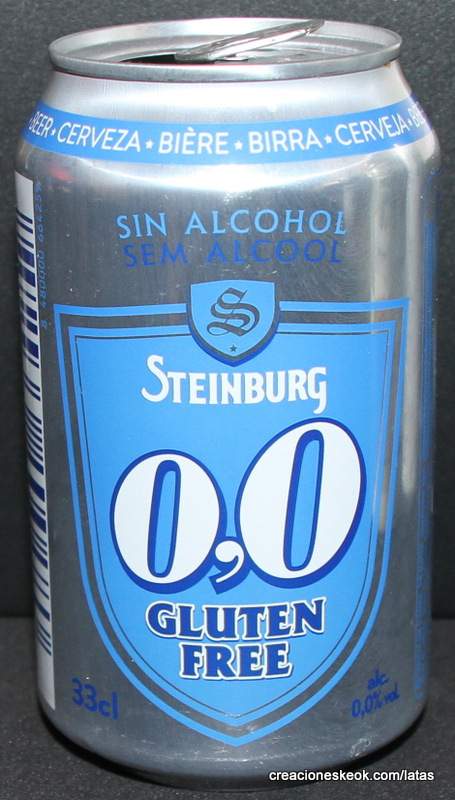 BEER ★ CERVEZA ★ BIÈRE ★ BIRRA ★ CERVEJA ★
SIN ALCOHOL
SEM ALCOOL
S
STEINBURG
0,0
GLUTEN
FREE
33cl
alc.
0,0% vol
creacioneskeok.com/latas